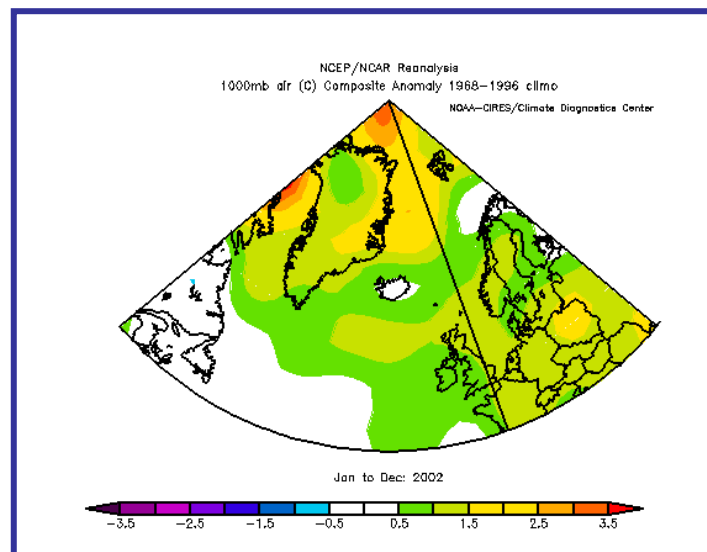 NCEP/NCAR Reanalysis
1000mb air (C) Composite Anomaly 1968-1996 climo
NOAA-CIRES/Climate Diagnostics Center
Jan to Dec: 2002
-3.5 -2.5 -1.5 -0.5 0.5 1.5 2.5 3.5